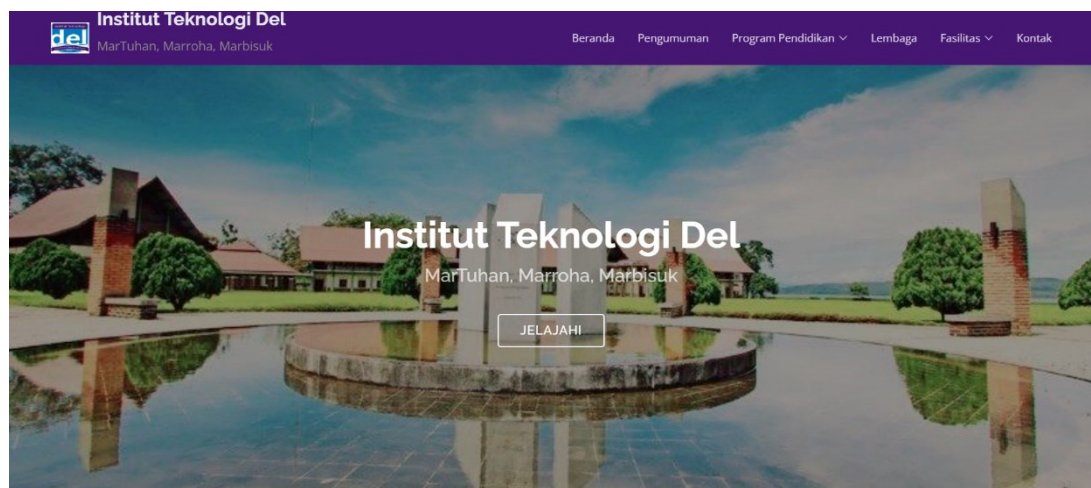 Institut Teknologi Del
del
MarTuhan, Marroha, Marbisuk
Beranda Pengumuman Program Pendidikan Lembaga Fasilitas Kontak
Institut Teknologi Del
MarTuhan, Marroha, Marbisuk
JELAJAHI